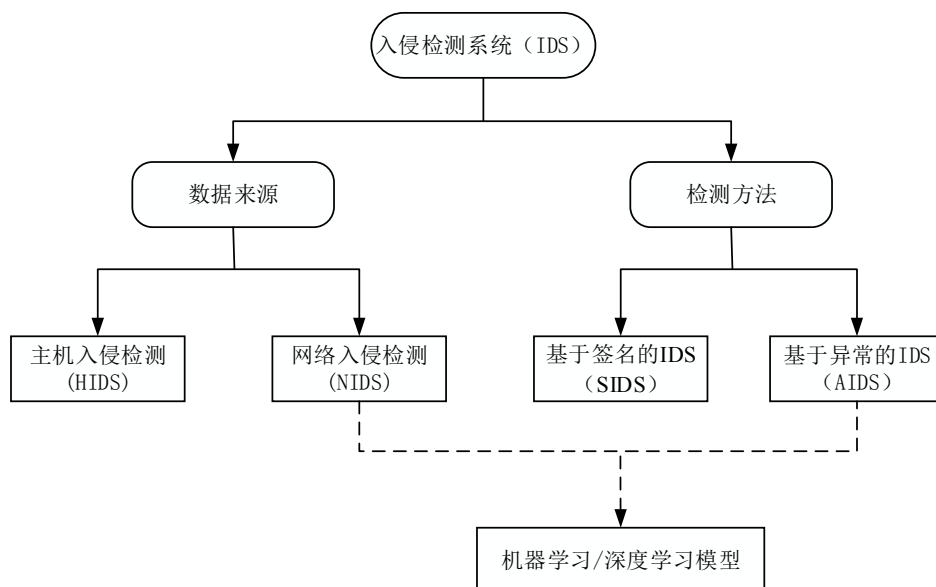 入侵检测系统（IDS）
数据来源
检测方法
主机入侵检测
(HIDS)
网络入侵检测
(NIDS)
基于签名的IDS
（SIDS）
基于异常的IDS
（AIDS）
机器学习/深度学习模型